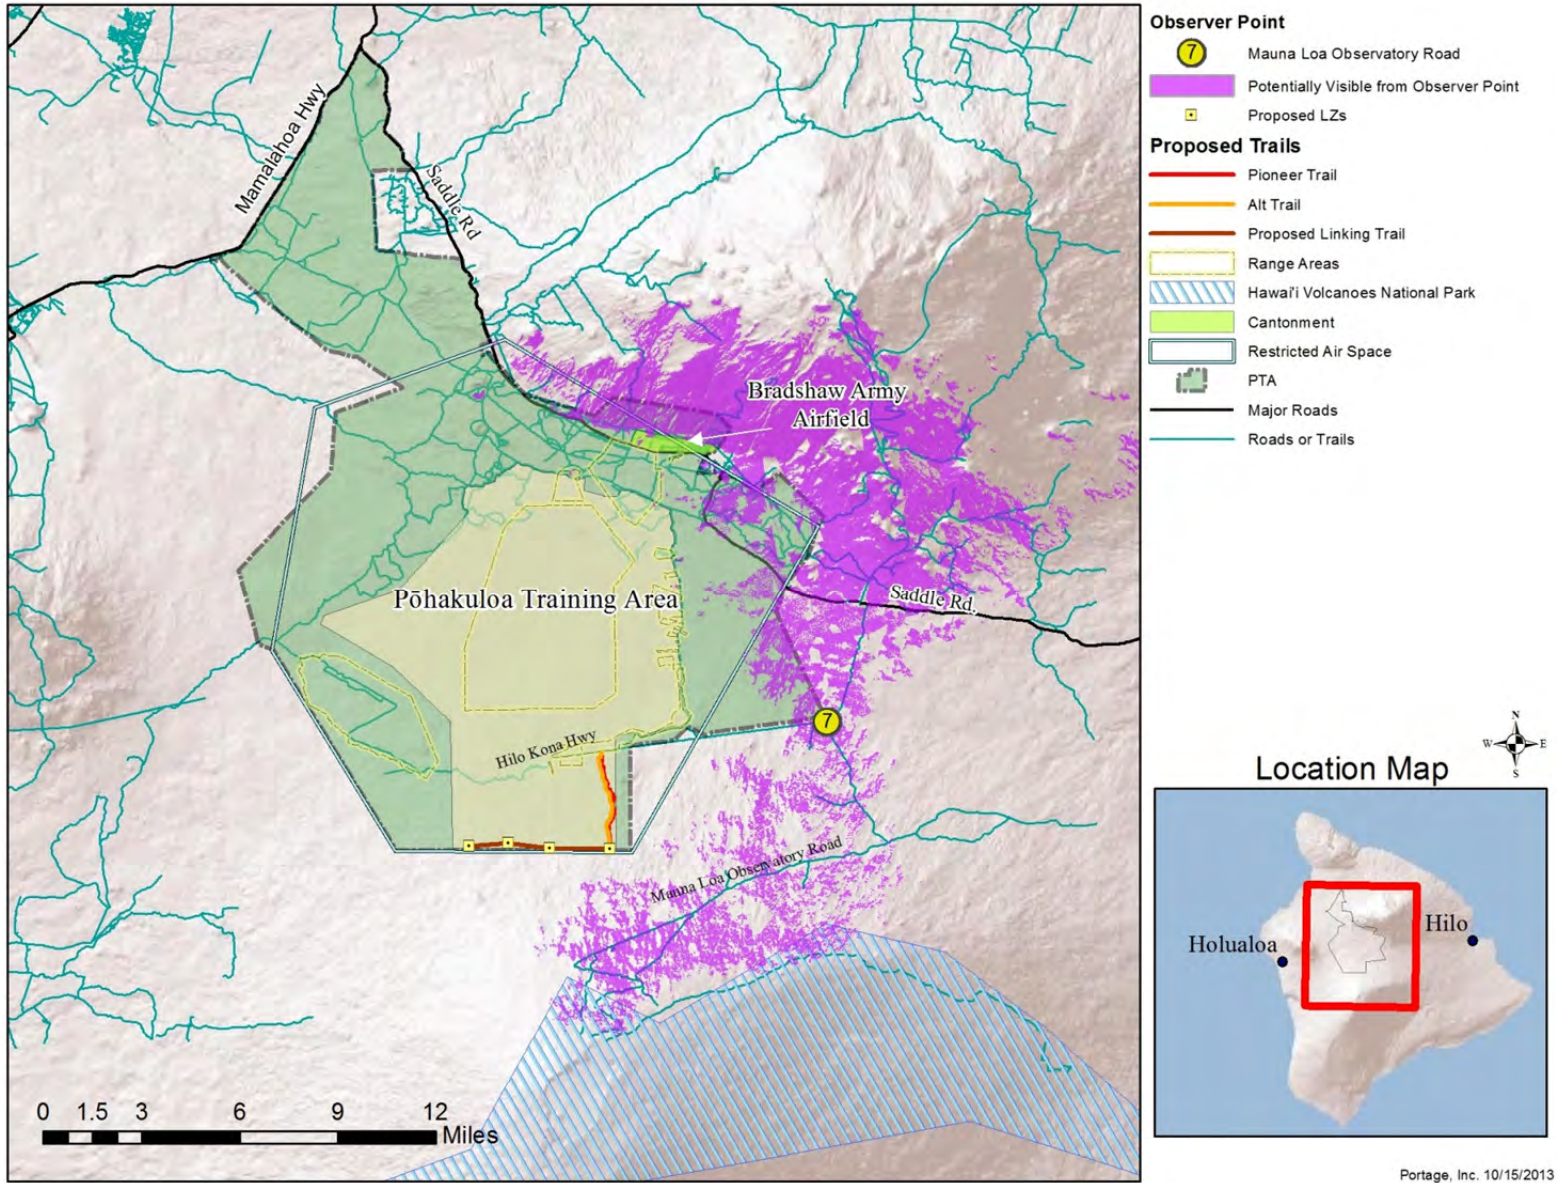 Mamalahoa Hwy
Saddle Rd
Bradshaw Army
Airfield
Pōhakuloa Training Area
Saddle Rd.
7
Hilo Kona Hwy
Mauna Loa Observatory Road
0 1.5 3 6 9 12
Miles
Observer Point
7 Mauna Loa Observatory Road
Potentially Visible from Observer Point
Proposed LZs
Proposed Trails
Pioneer Trail
Alt Trail
Proposed Linking Trail
Range Areas
Hawai'i Volcanoes National Park
Cantonment
Restricted Air Space
PTA
Major Roads
Roads or Trails
N
W E
S
Location Map
Hilo
Holualoa
Portage, Inc. 10/15/2013